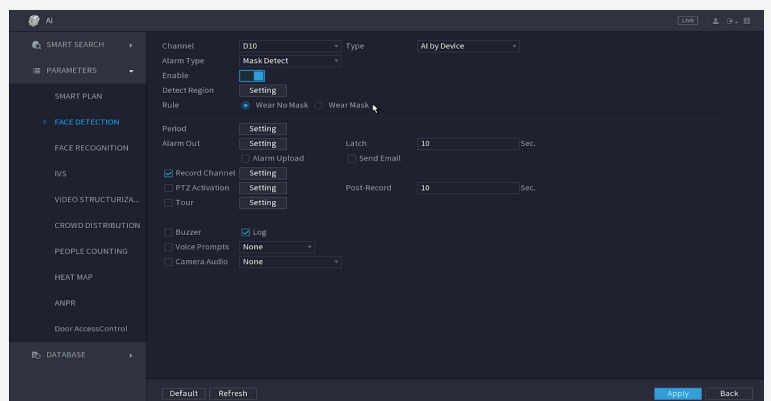 AI
LIVE
SMART SEARCH
PARAMETERS
SMART PLAN
FACE DETECTION
FACE RECOGNITION
IVS
VIDEO STRUCTURIZA...
CROWD DISTRIBUTION
PEOPLE COUNTING
HEAT MAP
ANPR
Door AccessControl
DATABASE
Channel D10 Type AI by Device
Alarm Type Mask Detect
Enable
Detect Region Setting
Rule Wear No Mask Wear Mask
Period Setting
Alarm Out Setting Latch 10 Sec.
Alarm Upload Send Email
Record Channel Setting
PTZ Activation Setting Post-Record 10 Sec.
Tour Setting
Buzzer Log
Voice Prompts None
Camera Audio None
Default Refresh Apply Back